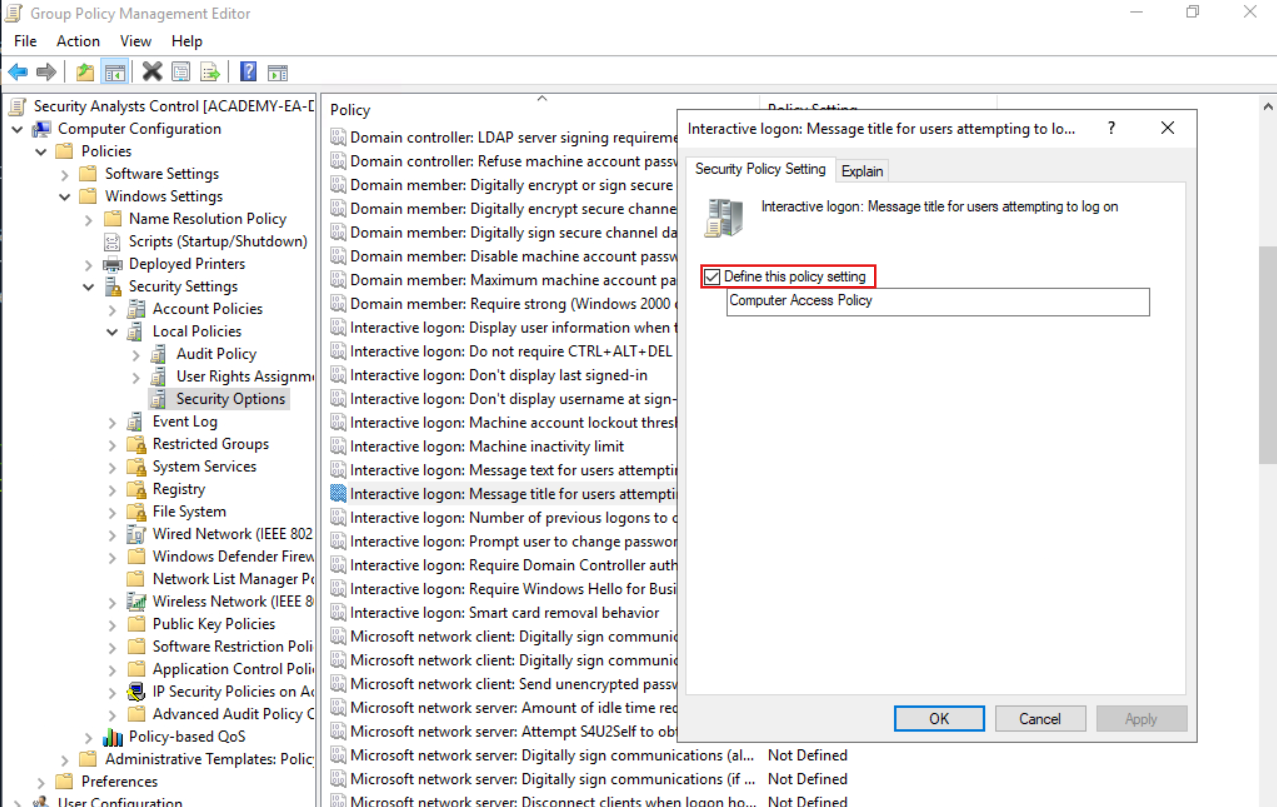 Group Policy Management Editor
File Action View Help
Security Analysts Control [ACADEMY-EA-D
Computer Configuration
Policies
Software Settings
Windows Settings
Name Resolution Policy
Scripts (Startup/Shutdown)
Deployed Printers
Security Settings
Account Policies
Local Policies
Audit Policy
User Rights Assignm
Security Options
Event Log
Restricted Groups
System Services
Registry
File System
Wired Network (IEEE 802
Windows Defender Firew
Network List Manager Po
Wireless Network (IEEE 8
Public Key Policies
Software Restriction Poli
Application Control Poli
IP Security Policies on Ac
Advanced Audit Policy C
Policy-based QoS
Administrative Templates: Polic
Preferences
User Configuration
Policy Policy Setting
Domain controller: LDAP server signing requireme
Domain controller: Refuse machine account passw
Domain member: Digitally encrypt or sign secure
Domain member: Digitally encrypt secure channe
Domain member: Digitally sign secure channel da
Domain member: Disable machine account passw
Domain member: Maximum machine account pa
Domain member: Require strong (Windows 2000 o
Interactive logon: Display user information when t
Interactive logon: Do not require CTRL+ALT+DEL
Interactive logon: Don't display last signed-in
Interactive logon: Don't display username at sign-
Interactive logon: Machine account lockout thresh
Interactive logon: Machine inactivity limit
Interactive logon: Message text for users attemptin
Interactive logon: Message title for users attemptin
Interactive logon: Number of previous logons to c
Interactive logon: Prompt user to change passwor
Interactive logon: Require Domain Controller auth
Interactive logon: Require Windows Hello for Busi
Interactive logon: Smart card removal behavior
Microsoft network client: Digitally sign communic
Microsoft network client: Digitally sign communic
Microsoft network client: Send unencrypted passw
Microsoft network server: Amount of idle time req
Microsoft network server: Attempt S4U2Self to obt
Microsoft network server: Digitally sign communications (al... Not Defined
Microsoft network server: Digitally sign communications (if ... Not Defined
Microsoft network server: Disconnect clients when logon ho... Not Defined
Interactive logon: Message title for users attempting to lo... ?
Security Policy Setting Explain
Interactive logon: Message title for users attempting to log on
Define this policy setting
Computer Access Policy
OK Cancel Apply